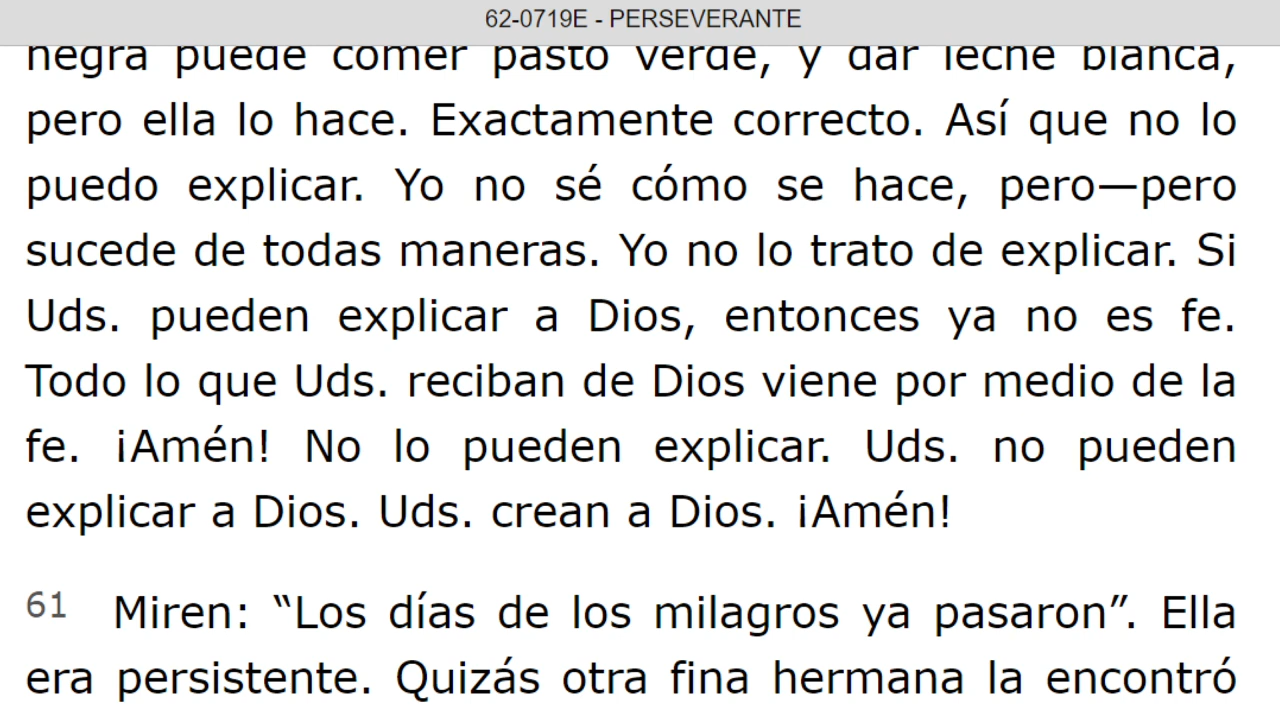 62-0719E - PERSEVERANTE
negra puede comer pasto verde, y dar leche blanca,
pero ella lo hace. Exactamente correcto. Así que no lo
puedo explicar. Yo no sé cómo se hace, pero—pero
sucede de todas maneras. Yo no lo trato de explicar. Si
Uds. pueden explicar a Dios, entonces ya no es fe.
Todo lo que Uds. reciban de Dios viene por medio de la
fe. ¡Amén! No lo pueden explicar. Uds. no pueden
explicar a Dios. Uds. crean a Dios. ¡Amén!
61 Miren: “Los días de los milagros ya pasaron”. Ella
era persistente. Quizás otra fina hermana la encontró